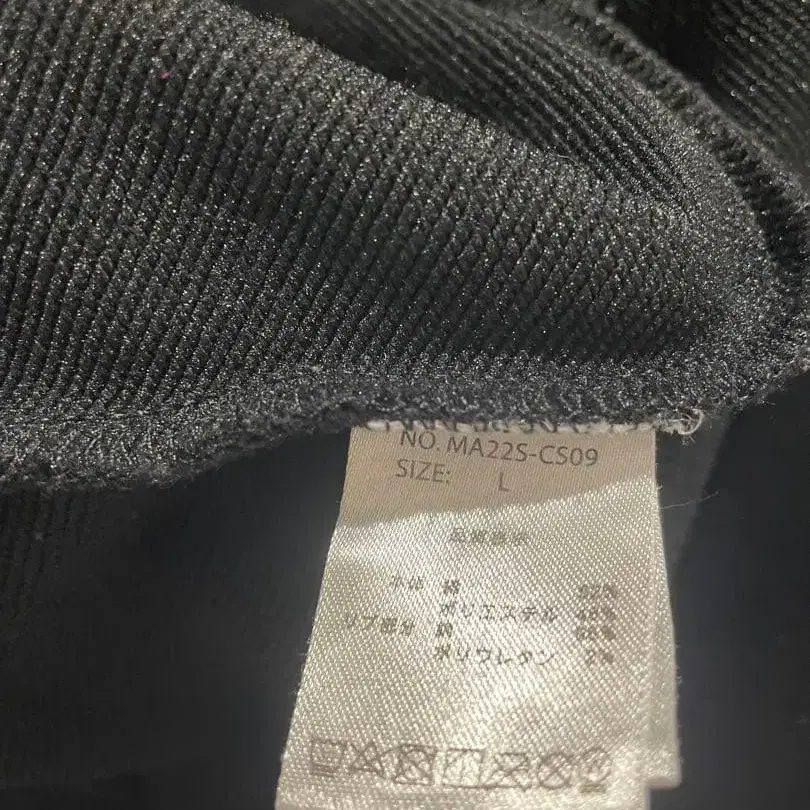 NO. MA22S-CS09
SIZE: L
品質表示
本体 綿
ポリエステル
リブ部分 綿
ポリウレタン 2%